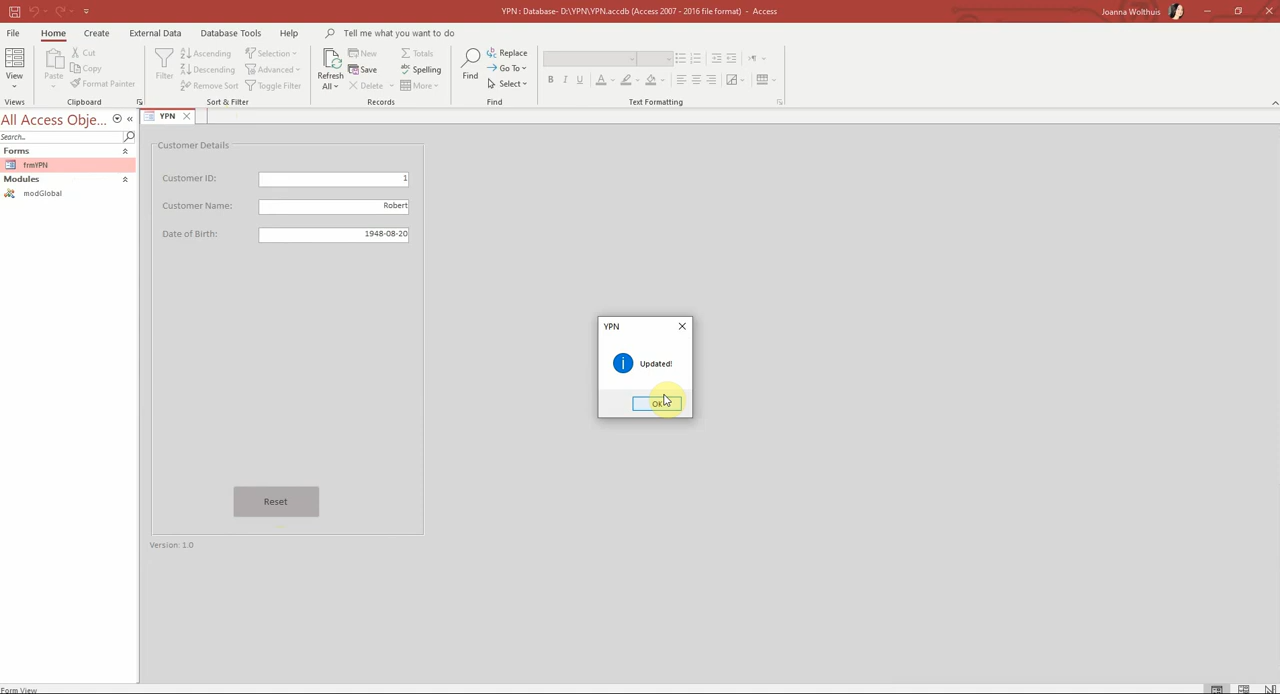 YPN : Database- D:\YPN\YPN.accdb (Access 2007 - 2016 file format) - Access
Joanna Wolthuis
File Home Create External Data Database Tools Help Tell me what you want to do
View
Views
Paste
Cut
Copy
Format Painter
Clipboard
Filter
Ascending
Descending
Remove Sort
Selection
Advanced
Toggle Filter
Sort & Filter
Refresh
All
New
Save
Delete
Totals
Spelling
More
Records
Find
Replace
Go To
Select
Find
B I U A
Text Formatting
All Access Obje...
Search...
Forms
frmYPN
Modules
modGlobal
YPN
Customer Details
Customer ID: 1
Customer Name: Robert
Date of Birth: 1948-08-20
Reset
Version: 1.0
YPN
Updated!
OK
Form View